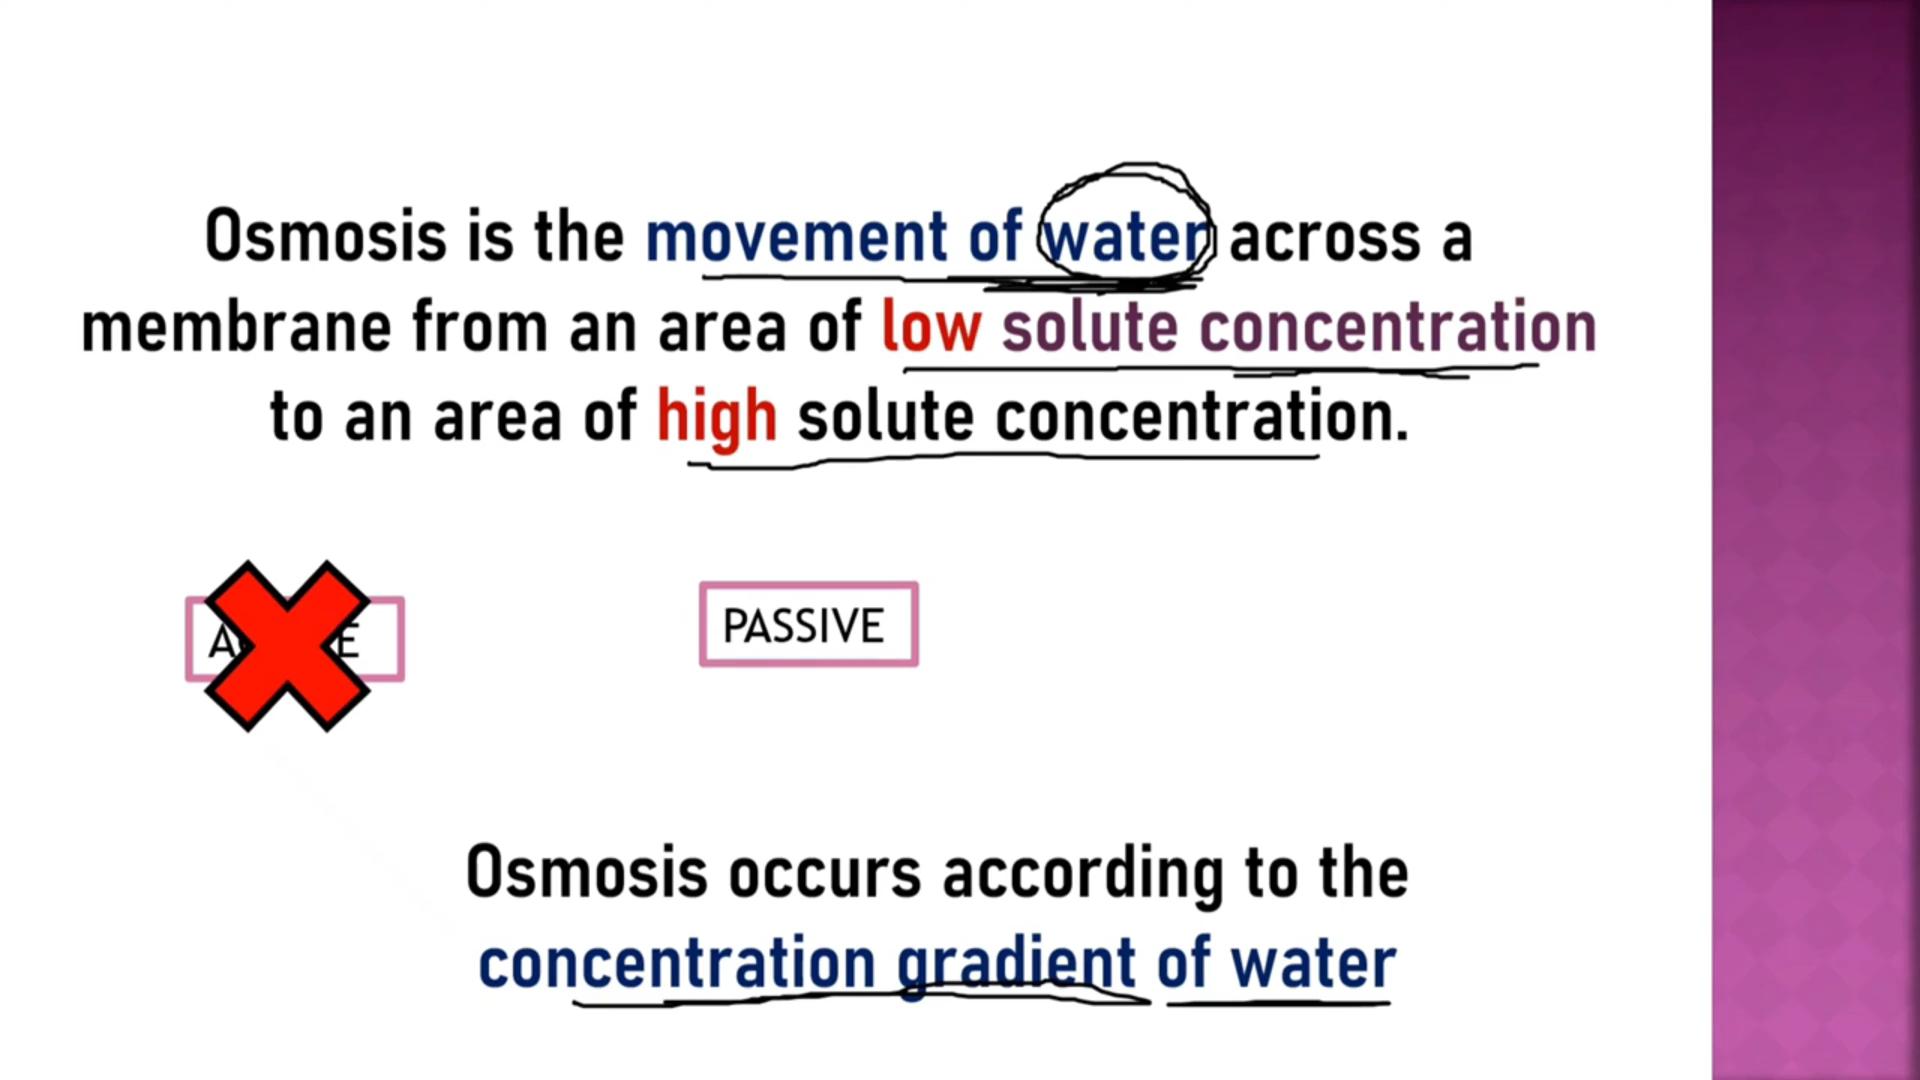 Osmosis is the movement of water across a
membrane from an area of low solute concentration
to an area of high solute concentration.
PASSIVE
Osmosis occurs according to the
concentration gradient of water